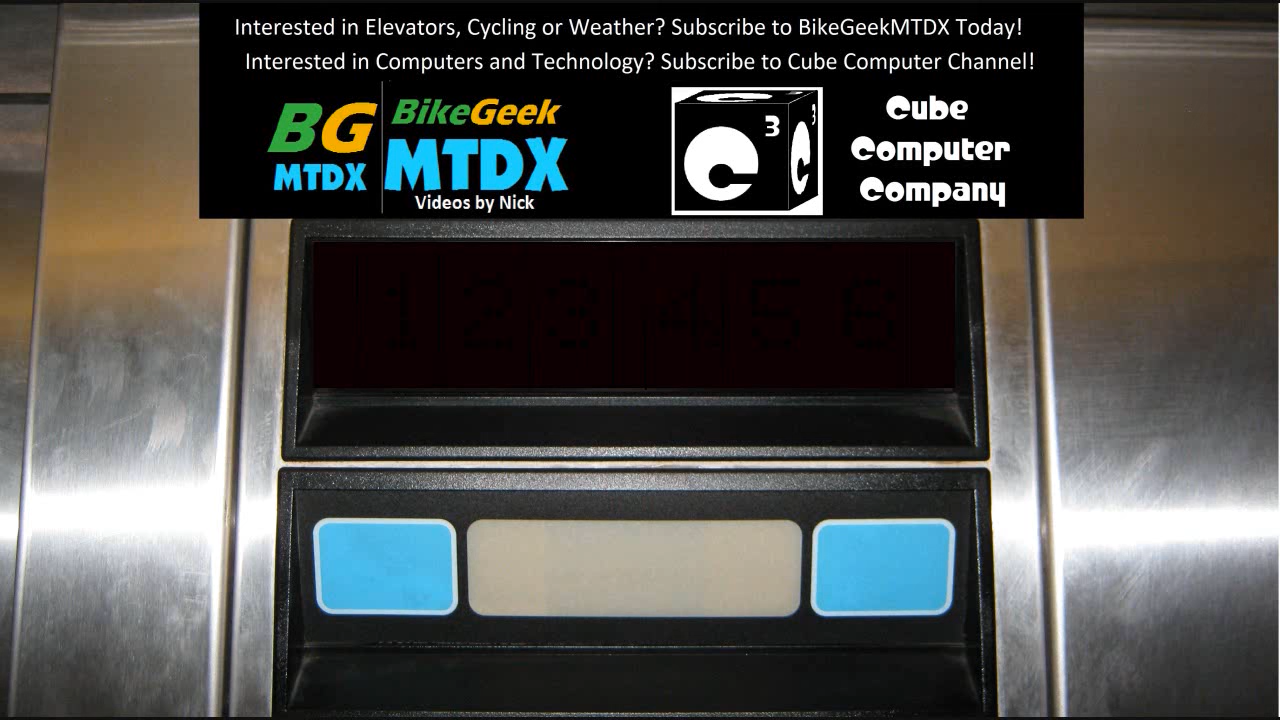 Interested in Elevators, Cycling or Weather? Subscribe to BikeGeekMTDX Today!
Interested in Computers and Technology? Subscribe to Cube Computer Channel!
BG
MTDX
BikeGeek
MTDX
Videos by Nick
C 3 C 3
Cube
Computer
Company
1 2 3 4 5 6